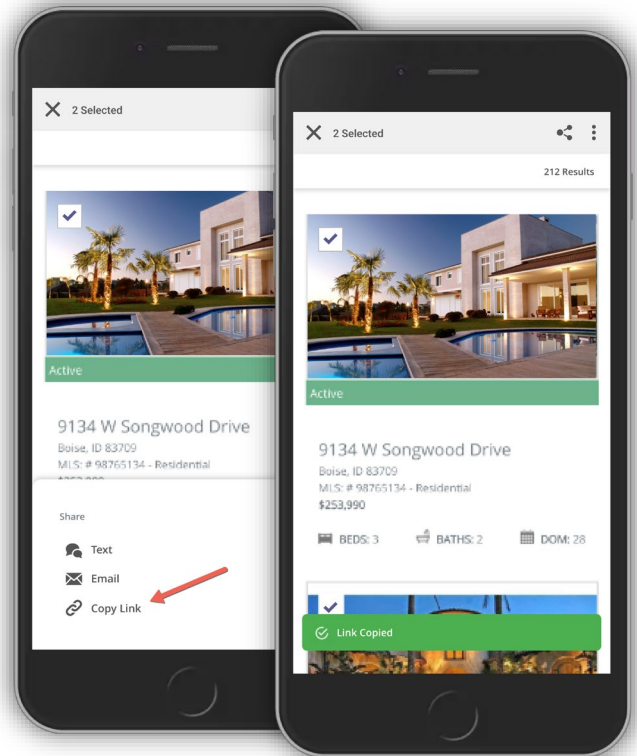 2 Selected
Active
9134 W Songwood Drive
Boise, ID 83709
MLS: # 98765134 - Residential
Share
Text
Email
Copy Link
2 Selected
212 Results
Active
9134 W Songwood Drive
Boise, ID 83709
MLS: # 98765134 - Residential
$253,990
BEDS: 3 BATHS: 2 DOM: 28
Link Copied